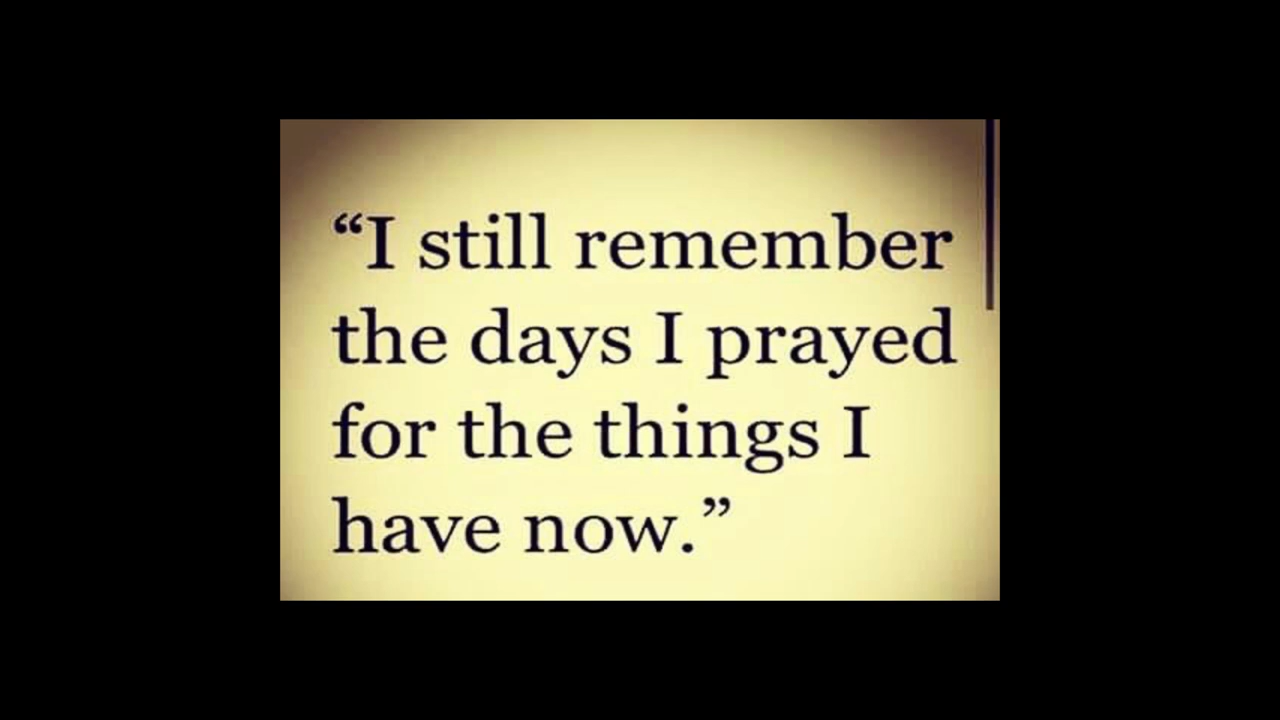 “I still remember
the days I prayed
for the things I
have now.”